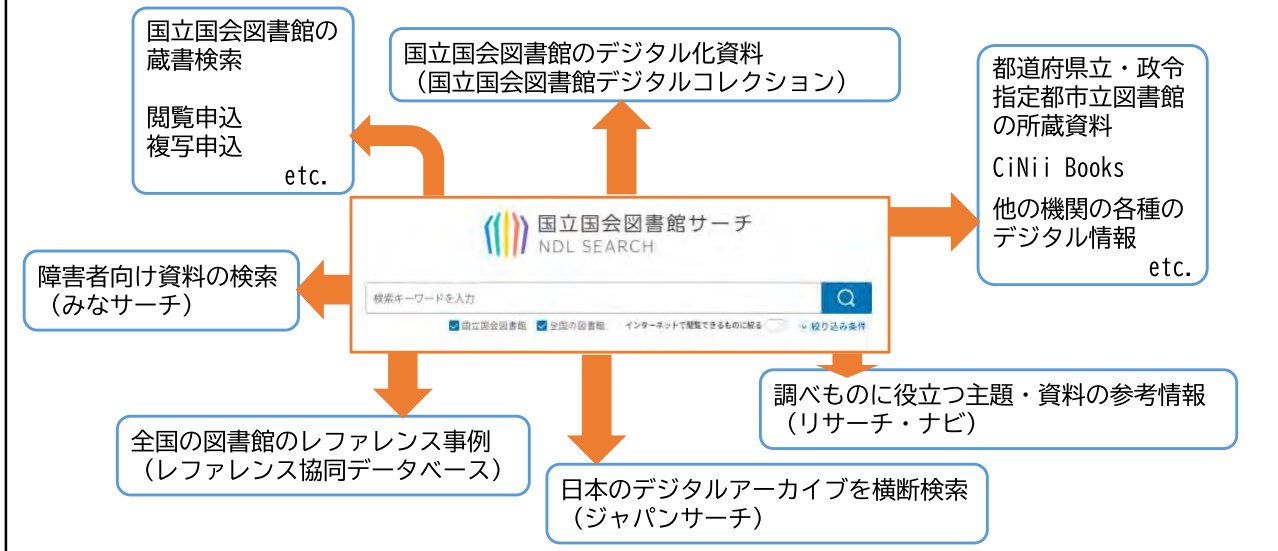 国立国会図書館の
蔵書検索
閲覧申込
複写申込
etc.
国立国会図書館のデジタル化資料
（国立国会図書館デジタルコレクション）
都道府県立・政令
指定都市立図書館
の所蔵資料
CiNii Books
他の機関の各種の
デジタル情報
etc.
国立国会図書館サーチ
NDL SEARCH
検索キーワードを入力
国立国会図書館 全国の図書館 インターネットで閲覧できるものに絞る 絞り込み条件
障害者向け資料の検索
（みなサーチ）
調べものに役立つ主題・資料の参考情報
（リサーチ・ナビ）
全国の図書館のレファレンス事例
（レファレンス協同データベース）
日本のデジタルアーカイブを横断検索
（ジャパンサーチ）